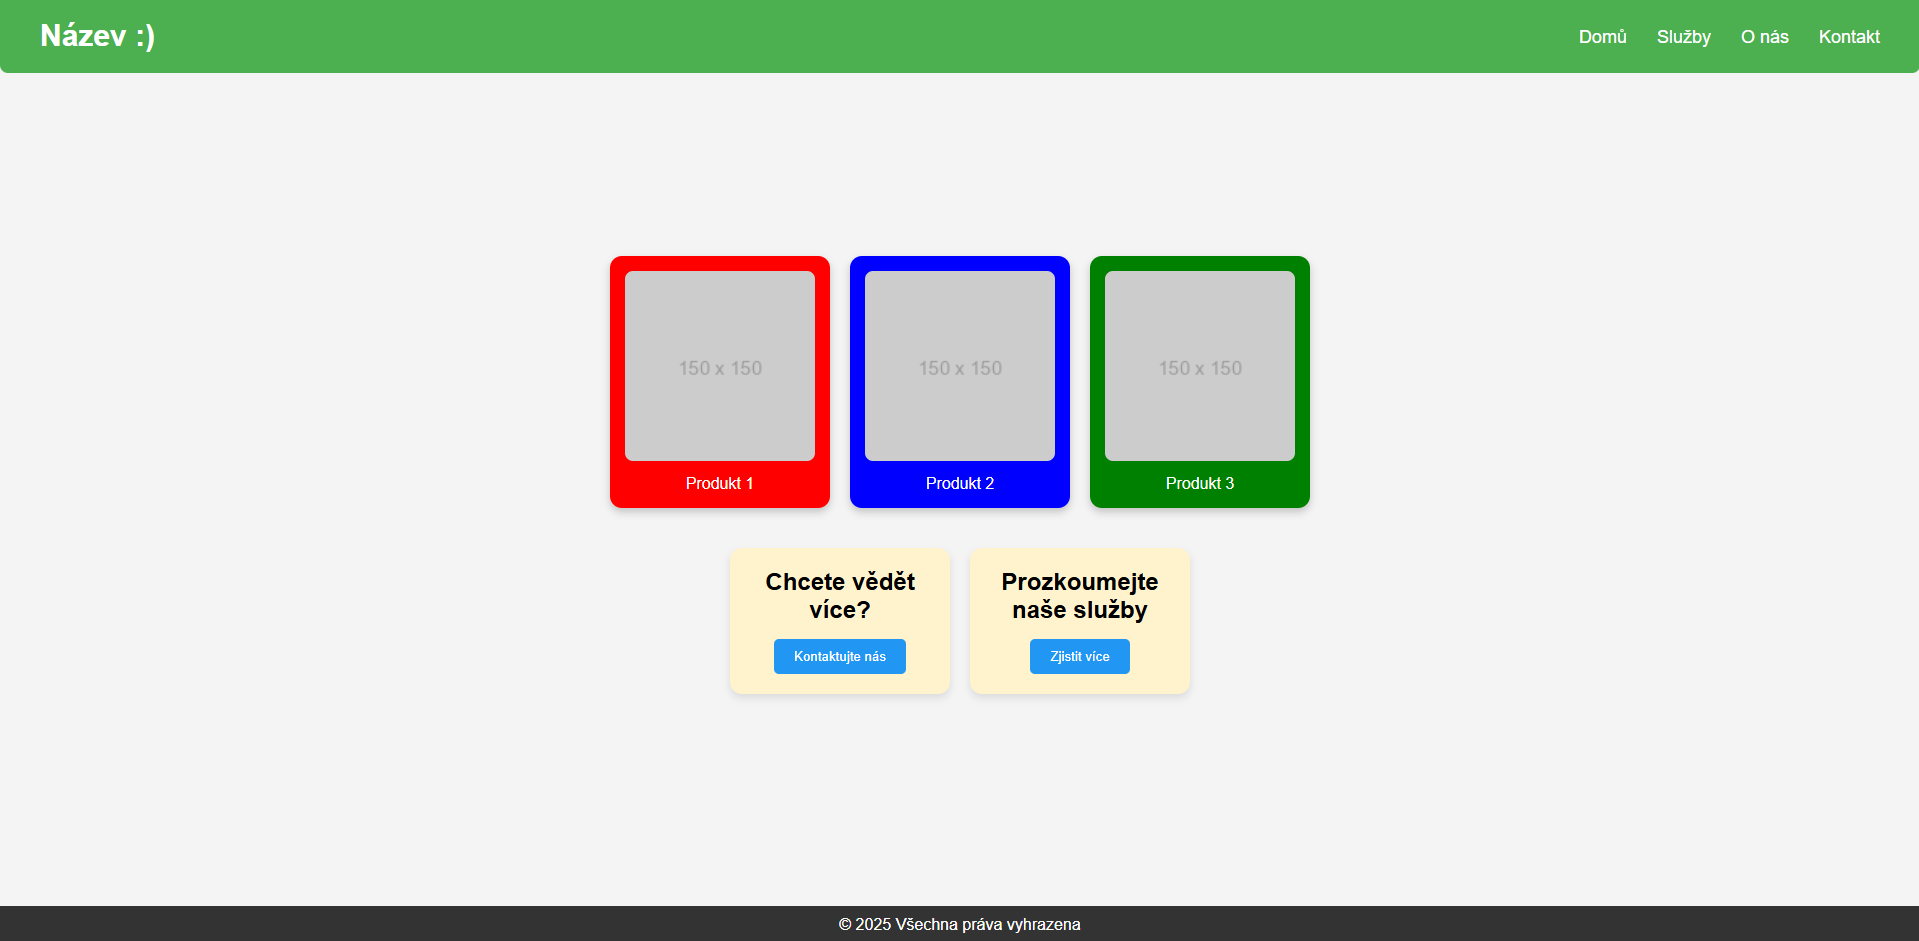 Název :)
Domů Služby O nás Kontakt
150 x 150
150 x 150
150 x 150
Produkt 1
Produkt 2
Produkt 3
Chcete vědět
více?
Kontaktujte nás
Prozkoumejte
naše služby
Zjistit více
© 2025 Všechna práva vyhrazena